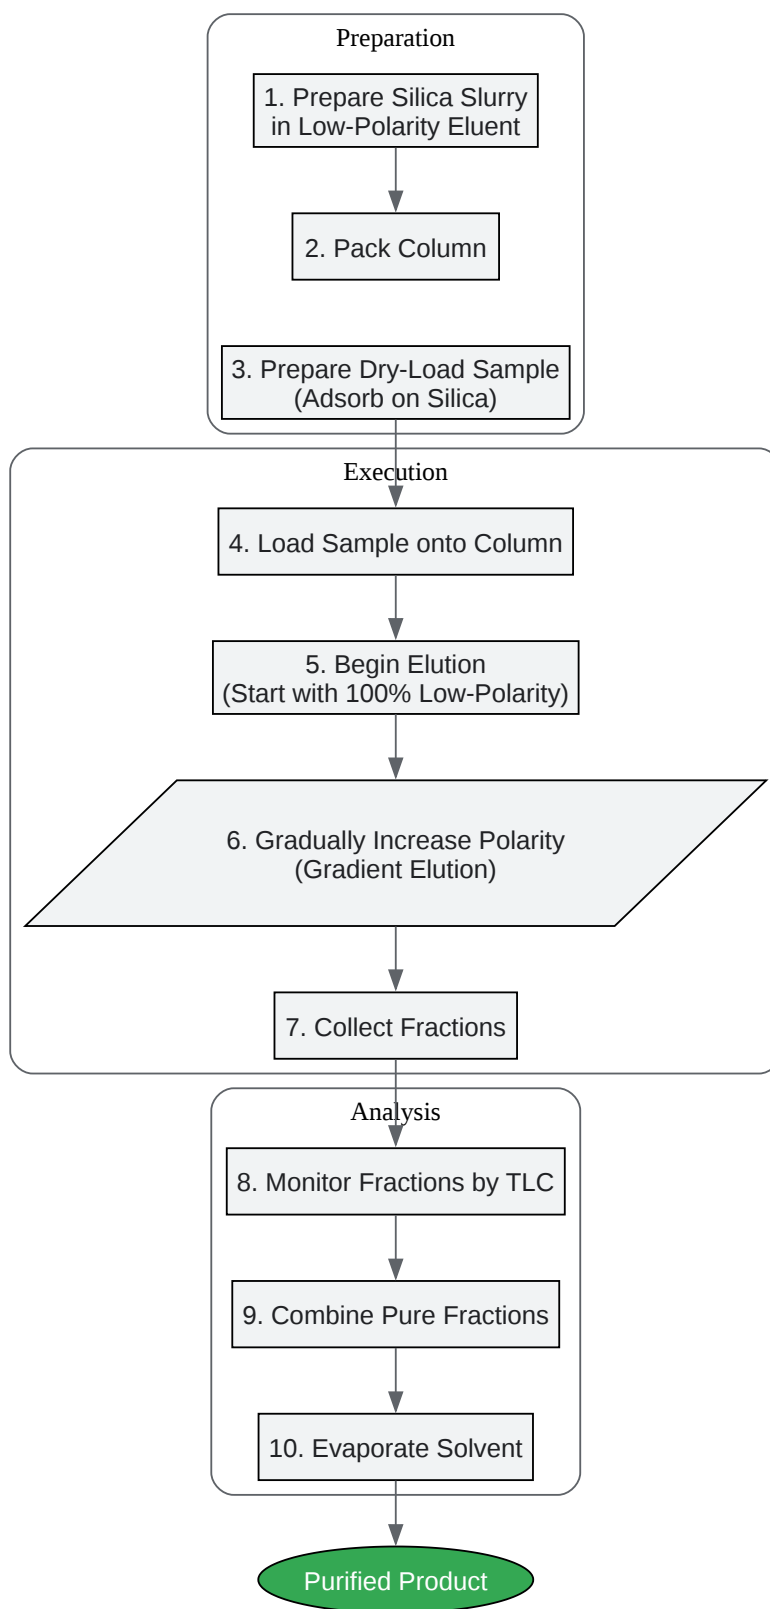 Preparation
1. Prepare Silica Slurry
in Low-Polarity Eluent
2. Pack Column
3. Prepare Dry-Load Sample
(Adsorb on Silica)
Execution
4. Load Sample onto Column
5. Begin Elution
(Start with 100% Low-Polarity)
6. Gradually Increase Polarity
(Gradient Elution)
7. Collect Fractions
Analysis
8. Monitor Fractions by TLC
9. Combine Pure Fractions
10. Evaporate Solvent
Purified Product